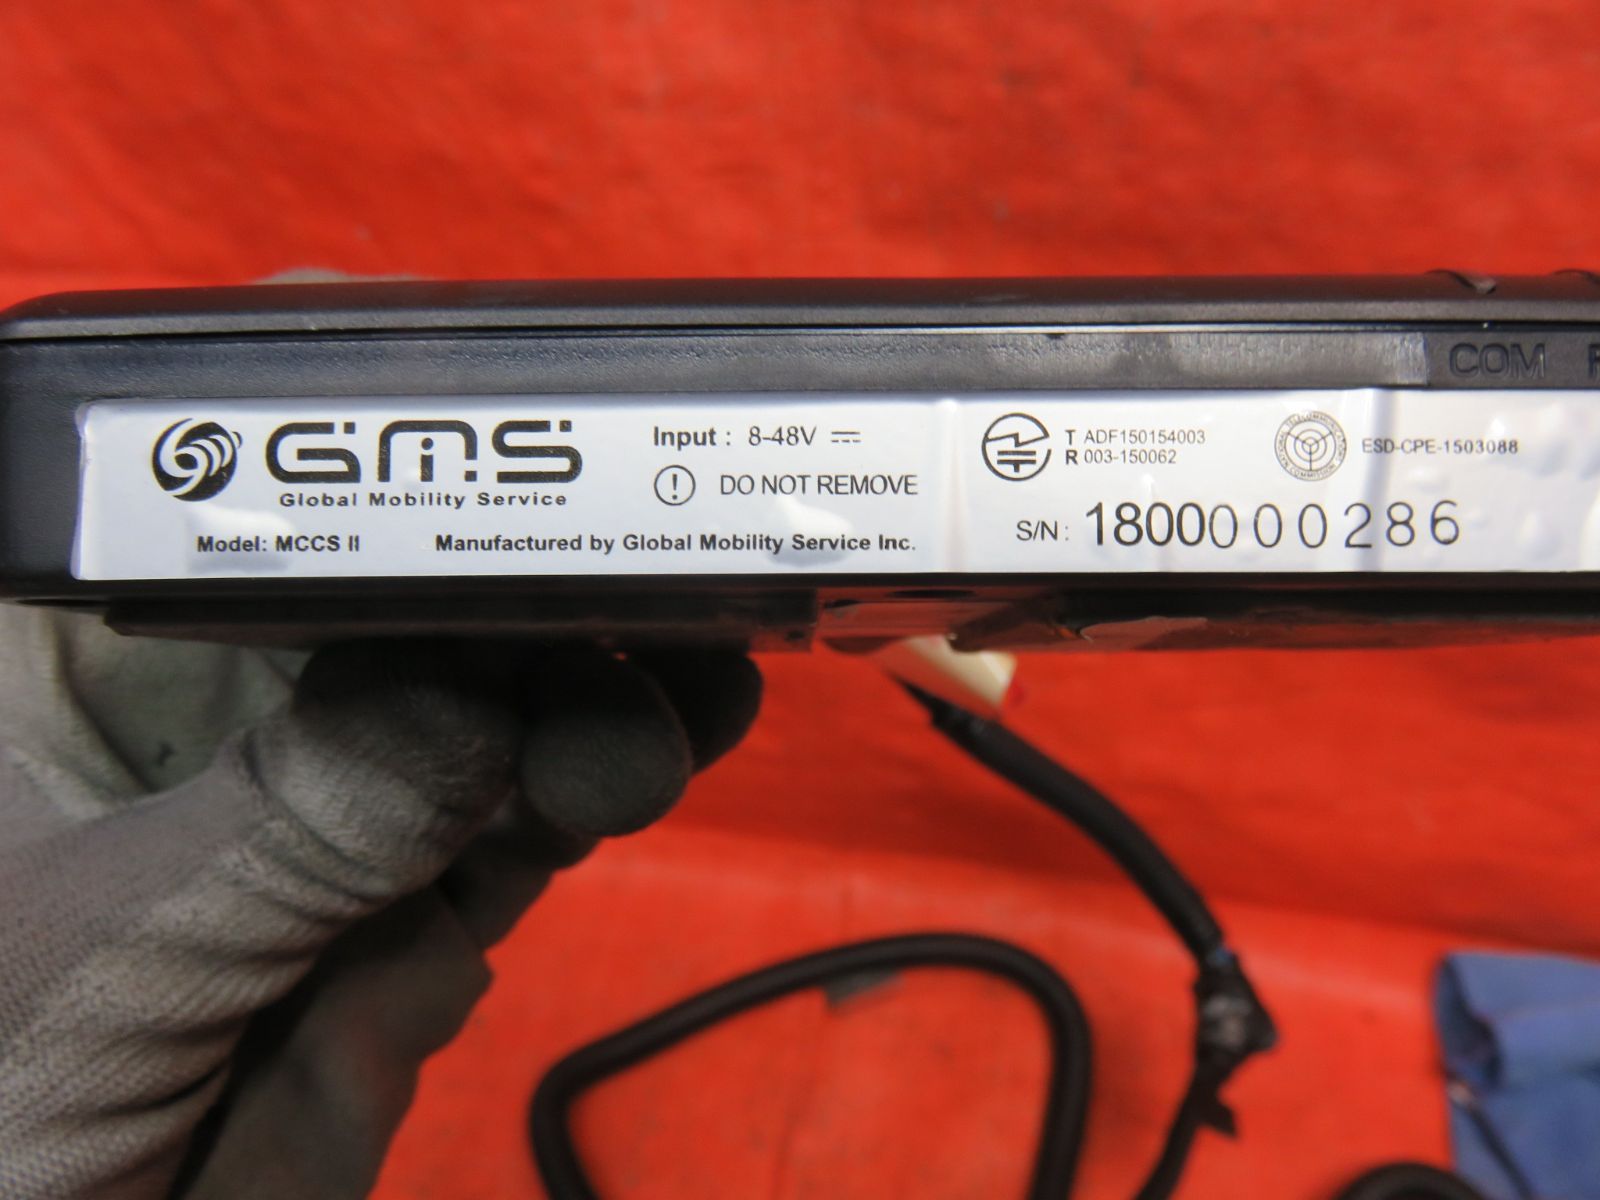 COM
GMS
Global Mobility Service
Model: MCCS II
Input : 8-48V
! DO NOT REMOVE
Manufactured by Global Mobility Service Inc.
T ADF150154003
R 003-150062
ESD-CPE-1503088
S/N: 1800000286